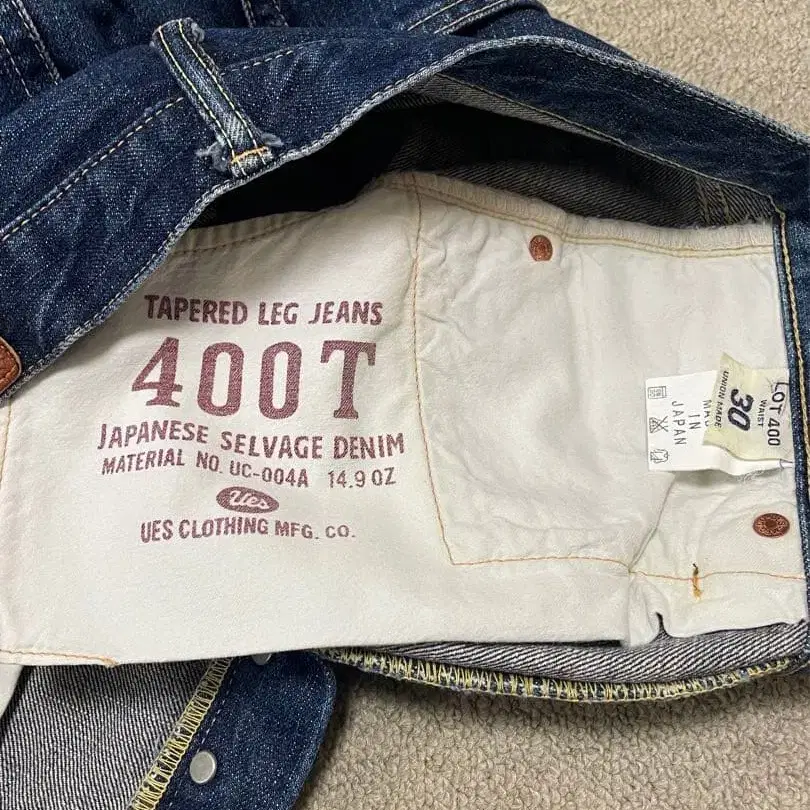 TAPERED LEG JEANS
400T
JAPANESE SELVAGE DENIM
MATERIAL NO. UC-004A 14.9 OZ
Ues
UES CLOTHING MFG. CO.
LOT 400
WAIST
30
UNION MADE
IN
JAPAN